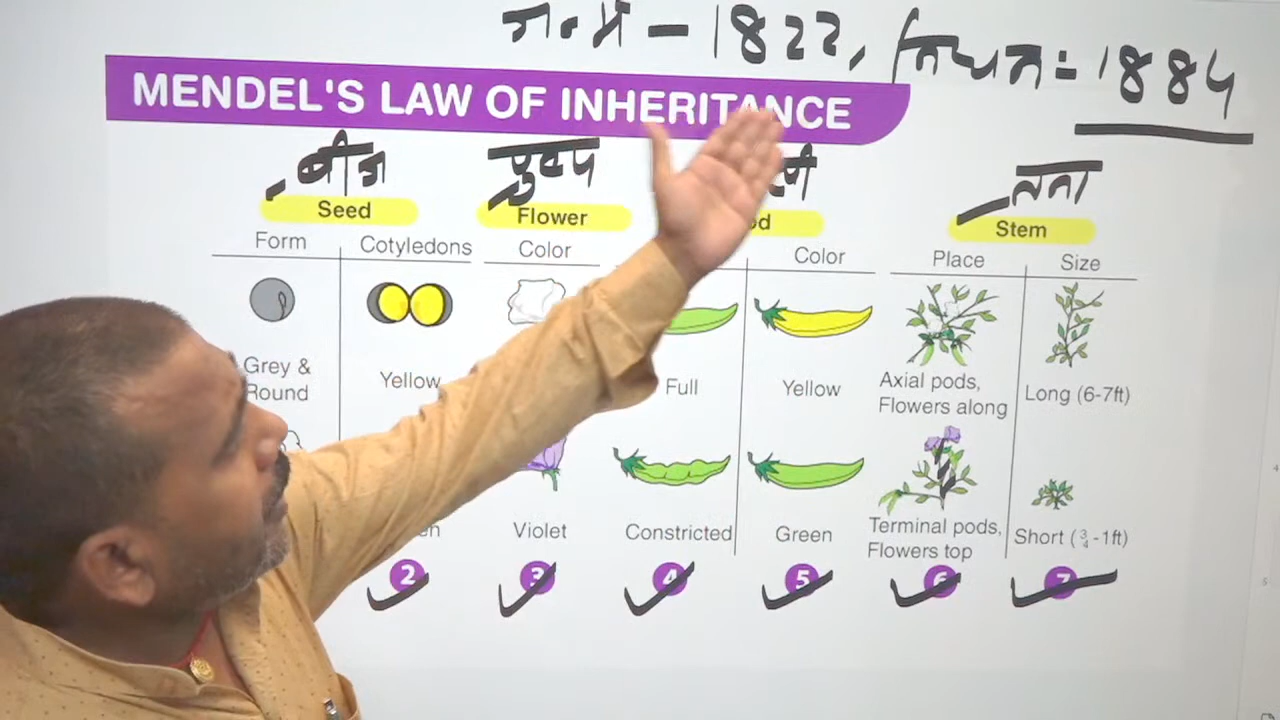 जन्म - 1822, निधन = 1884
MENDEL'S LAW OF INHERITANCE
बीज पुष्प तना
Seed Flower Stem
Form Cotyledons Color Color Place Size
Grey & Round Yellow Full Yellow Axial pods, Flowers along Long (6-7ft)
Violet Constricted Green Terminal pods, Flowers top Short (¾-1ft)
2 3 4 5 6 7